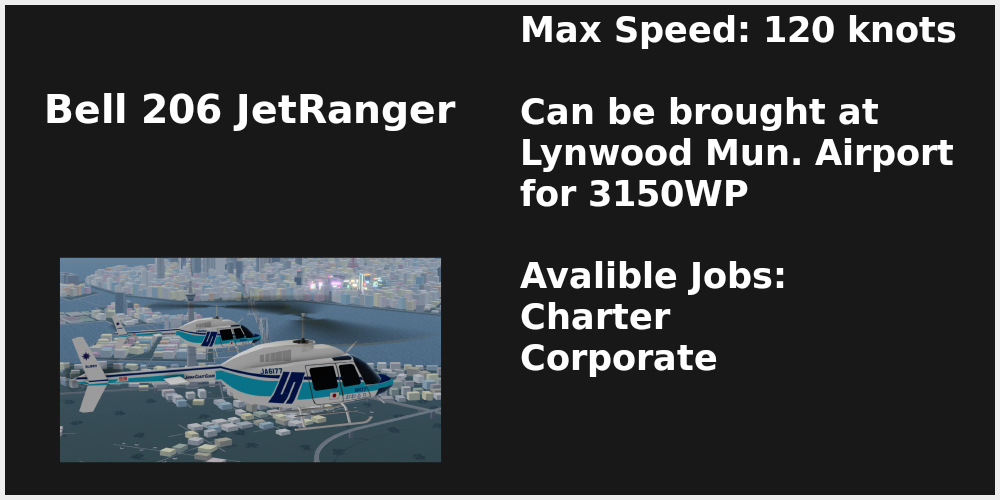 Bell 206 JetRanger
Max Speed: 120 knots
Can be brought at
Lynwood Mun. Airport
for 3150WP
Avalible Jobs:
Charter
Corporate
JA6177